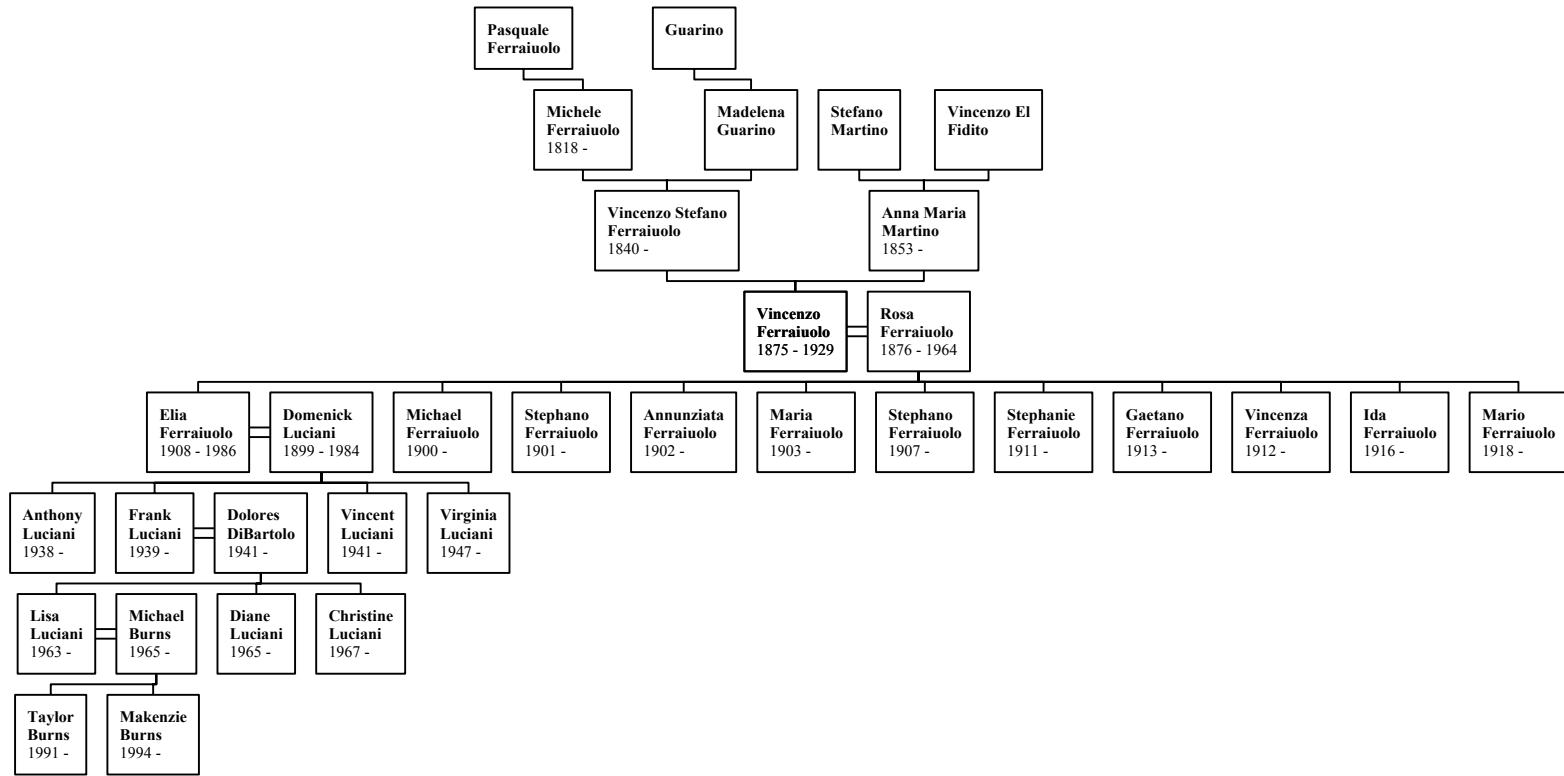 Pasquale
Ferraiuolo
Guarino
Michele
Ferraiuolo
1818 -
Madelena
Guarino
Stefano
Martino
Vincenzo El
Fidito
Vincenzo Stefano
Ferraiuolo
1840 -
Anna Maria
Martino
1853 -
Vincenzo
Ferraiuolo
1875 - 1929
Rosa
Ferraiuolo
1876 - 1964
Elia
Ferraiuolo
1908 - 1986
Domenick
Luciani
1899 - 1984
Michael
Ferraiuolo
1900 -
Stephano
Ferraiuolo
1901 -
Annunziata
Ferraiuolo
1902 -
Maria
Ferraiuolo
1903 -
Stephano
Ferraiuolo
1907 -
Stephanie
Ferraiuolo
1911 -
Gaetano
Ferraiuolo
1913 -
Vincenza
Ferraiuolo
1912 -
Ida
Ferraiuolo
1916 -
Mario
Ferraiuolo
1918 -
Anthony
Luciani
1938 -
Frank
Luciani
1939 -
Dolores
DiBartolo
1941 -
Vincent
Luciani
1941 -
Virginia
Luciani
1947 -
Lisa
Luciani
1963 -
Michael
Burns
1965 -
Diane
Luciani
1965 -
Christine
Luciani
1967 -
Taylor
Burns
1991 -
Makenzie
Burns
1994 -